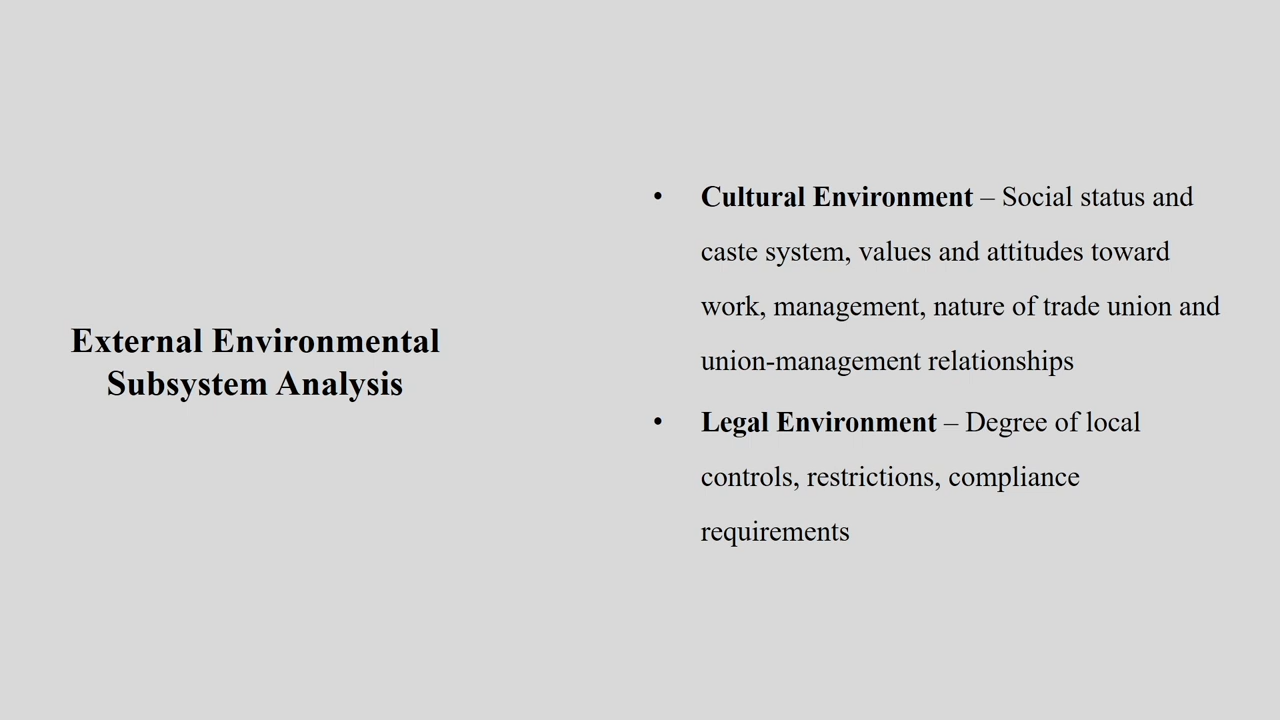 External Environmental
Subsystem Analysis
• Cultural Environment – Social status and
caste system, values and attitudes toward
work, management, nature of trade union and
union-management relationships
• Legal Environment – Degree of local
controls, restrictions, compliance
requirements